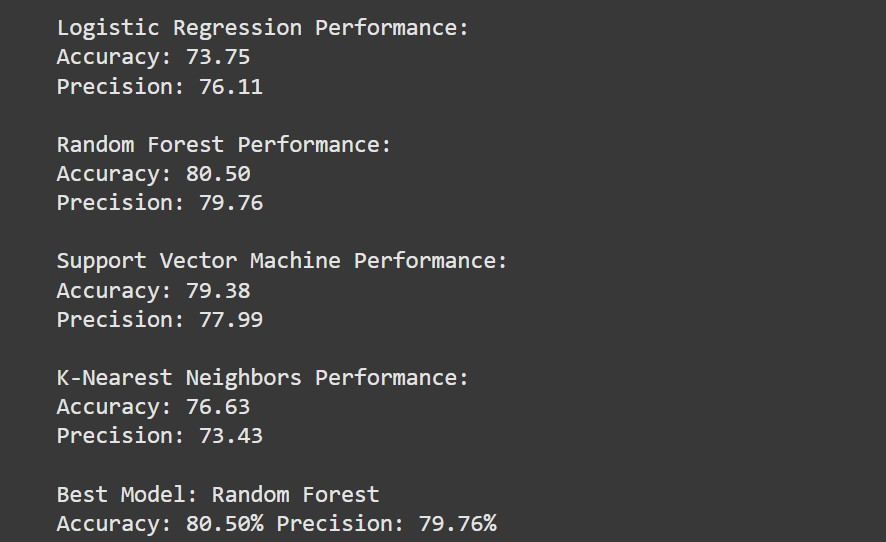 Logistic Regression Performance:
Accuracy: 73.75
Precision: 76.11
Random Forest Performance:
Accuracy: 80.50
Precision: 79.76
Support Vector Machine Performance:
Accuracy: 79.38
Precision: 77.99
K-Nearest Neighbors Performance:
Accuracy: 76.63
Precision: 73.43
Best Model: Random Forest
Accuracy: 80.50% Precision: 79.76%